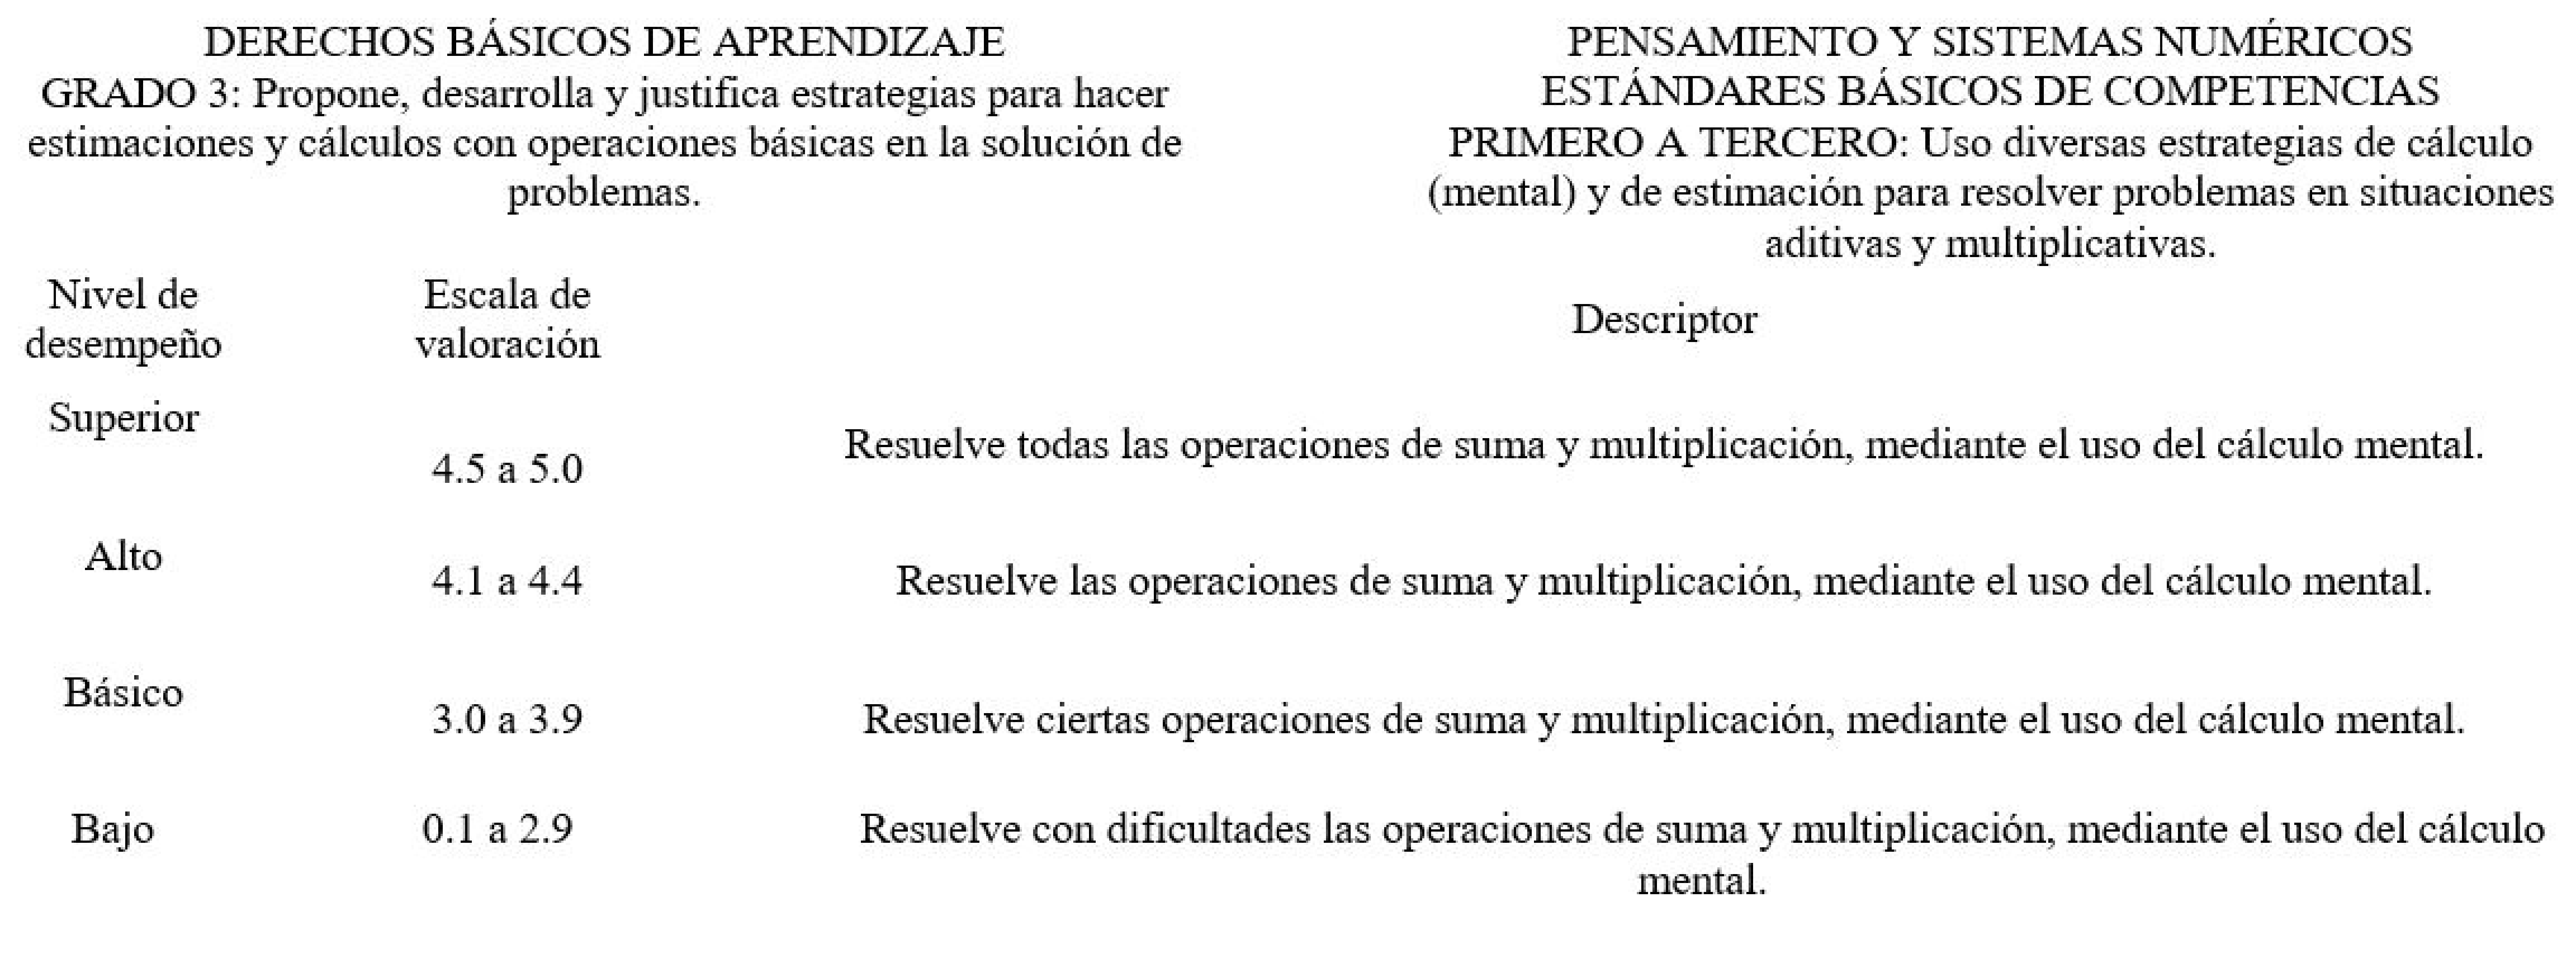 DERECHOS BÁSICOS DE APRENDIZAJE
GRADO 3: Propone, desarrolla y justifica estrategias para hacer
estimaciones y cálculos con operaciones básicas en la solución de
problemas.
PENSAMIENTO Y SISTEMAS NUMÉRICOS
ESTÁNDARES BÁSICOS DE COMPETENCIAS
PRIMERO A TERCERO: Uso diversas estrategias de cálculo
(mental) y de estimación para resolver problemas en situaciones
aditivas y multiplicativas.
Nivel de
desempeño
Escala de
valoración
Descriptor
Superior
4.5 a 5.0
Resuelve todas las operaciones de suma y multiplicación, mediante el uso del cálculo mental.
Alto
4.1 a 4.4
Resuelve las operaciones de suma y multiplicación, mediante el uso del cálculo mental.
Básico
3.0 a 3.9
Resuelve ciertas operaciones de suma y multiplicación, mediante el uso del cálculo mental.
Bajo
0.1 a 2.9
Resuelve con dificultades las operaciones de suma y multiplicación, mediante el uso del cálculo
mental.